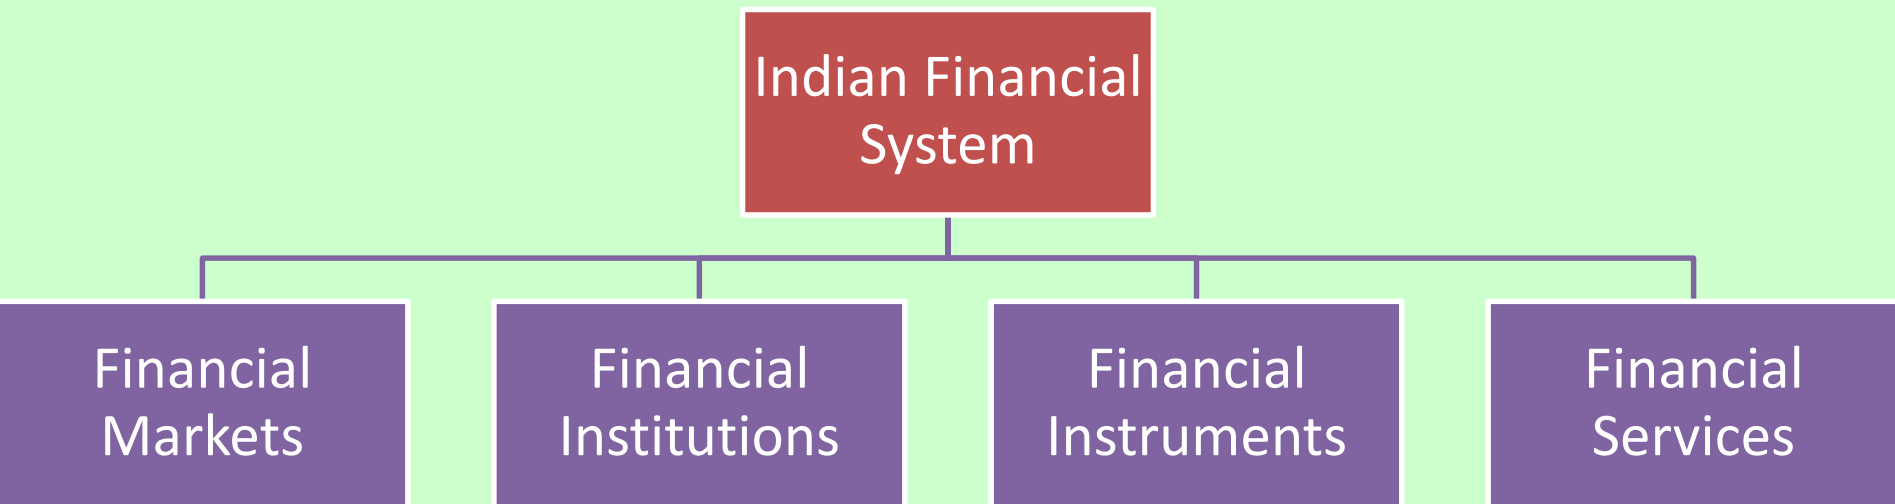 Indian Financial
System
Financial
Markets
Financial
Institutions
Financial
Instruments
Financial
Services